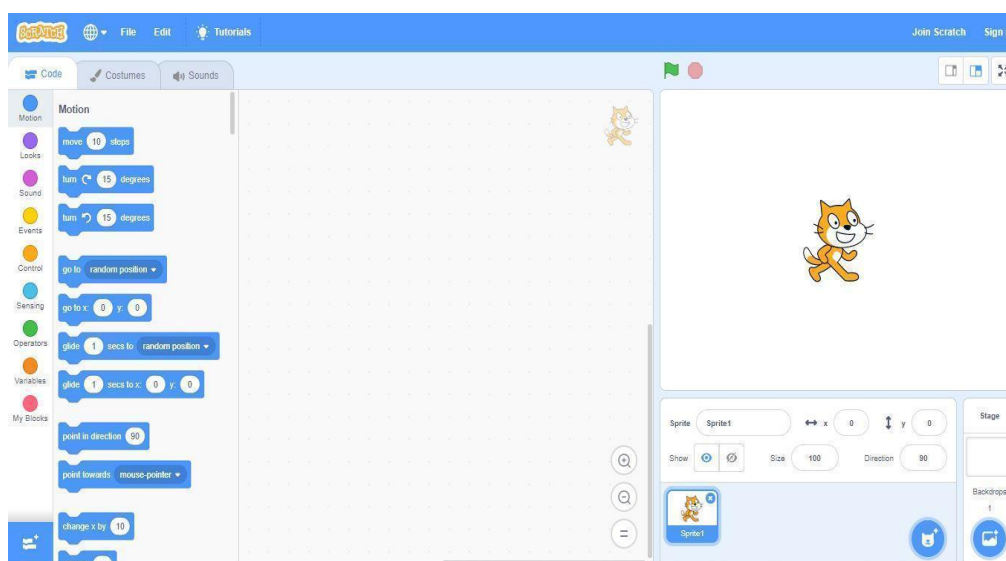 SCRATCH File Edit Tutorials Join Scratch Sign
Code Costumes Sounds
Motion
Looks
Sound
Events
Control
Sensing
Operators
Variables
My Blocks
Motion
move 10 steps
turn 15 degrees
turn 15 degrees
go to random position
go to x: 0 y: 0
glide 1 secs to random position
glide 1 secs to x: 0 y: 0
point in direction 90
point towards mouse-pointer
change x by 10
Sprite Sprite1 x 0 y 0
Show Size 100 Direction 90
Sprite1
Stage
Backdrops
1